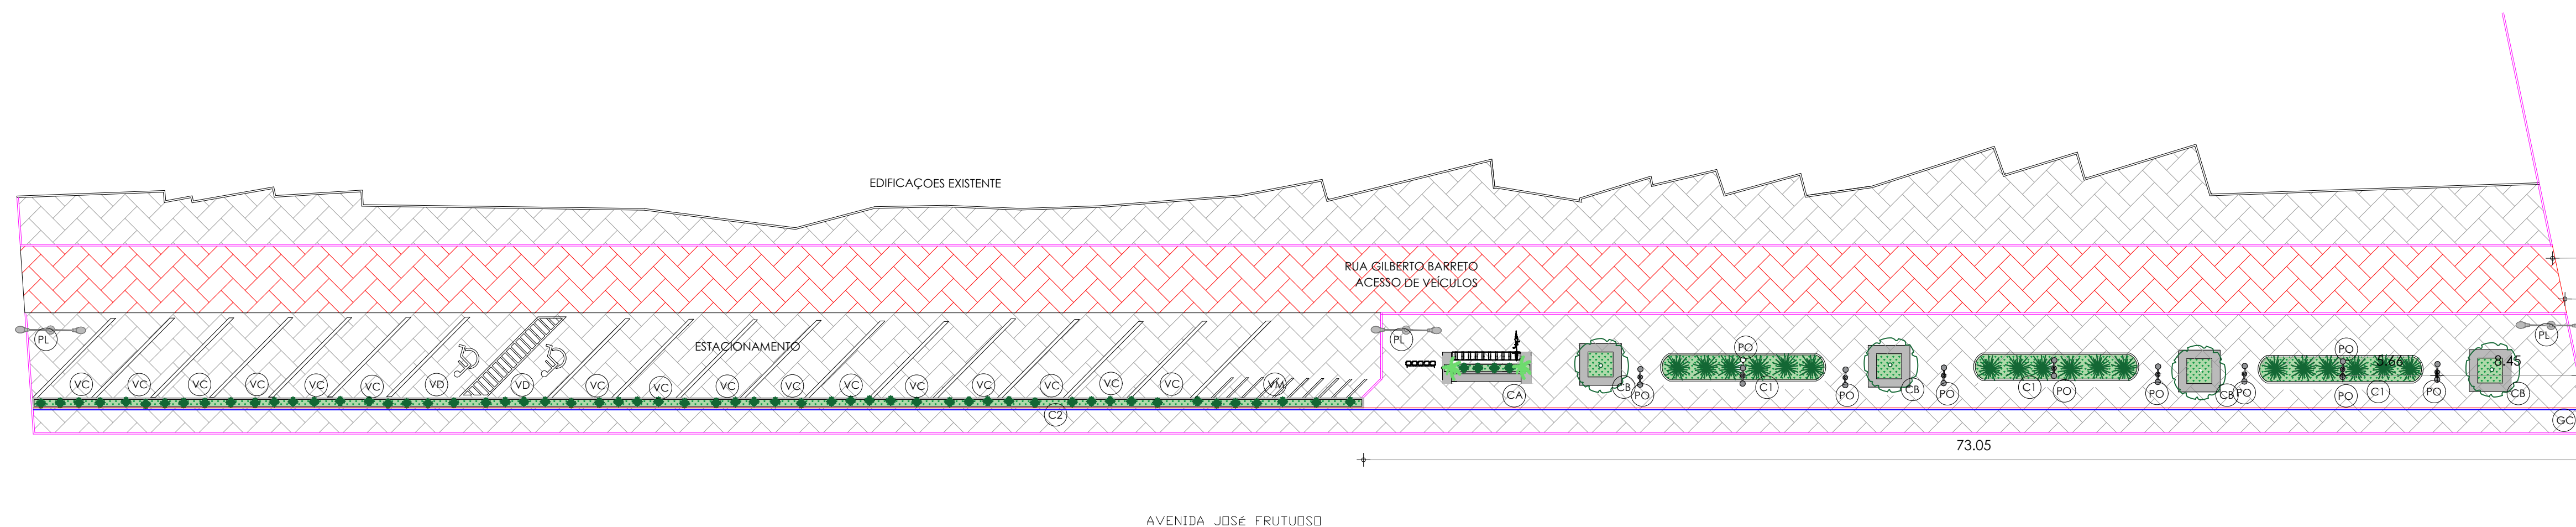 EDIFICAÇOES EXISTENTE
RUA GILBERTO BARRETO
ACESSO DE VEÍCULOS
PL
PL
PL
ESTACIONAMENTO
PO
PO
5.66
8.45
VC
VC
VC
VC
VC
VC
VD
VD
VC
VC
VC
VC
VC
VC
VC
VC
VC
VC
VM
CA
CB
PO
C1
PO
CB
PO
C1
PO
PO
CB
PO
PO
C1
PO
CB
C2
GC
73.05
AVENIDA JOSÉ FRUTUOSO